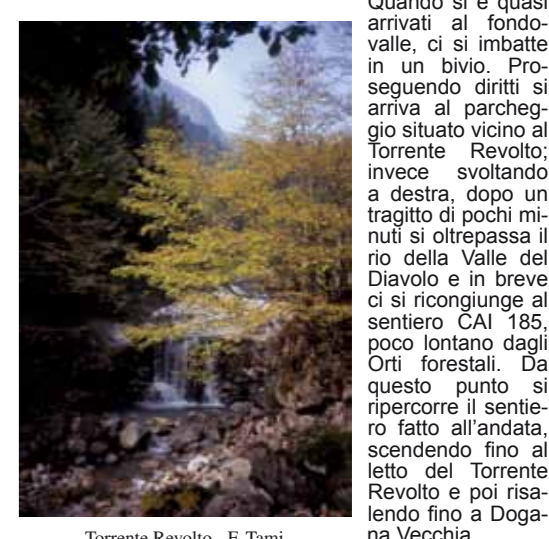 Quando si è quasi
arrivati al fondo-
valle, ci si imbatte
in un bivio. Pro-
seguendo diritti si
arriva al parcheg-
gio situato vicino al
Torrente Revolto;
invece svoltando
a destra, dopo un
tragitto di pochi mi-
nuti si oltrepassa il
rio della Valle del
Diavolo e in breve
ci si ricongiunge al
sentiero CAI 185,
poco lontano dagli
Orti forestali. Da
questo punto si
ripercorre il sentie-
ro fatto all'andata,
scendendo fino al
letto del Torrente
Revolto e poi risa-
lendo fino a Doga-
na Vecchia.
Torrente Revolto - F. Tami